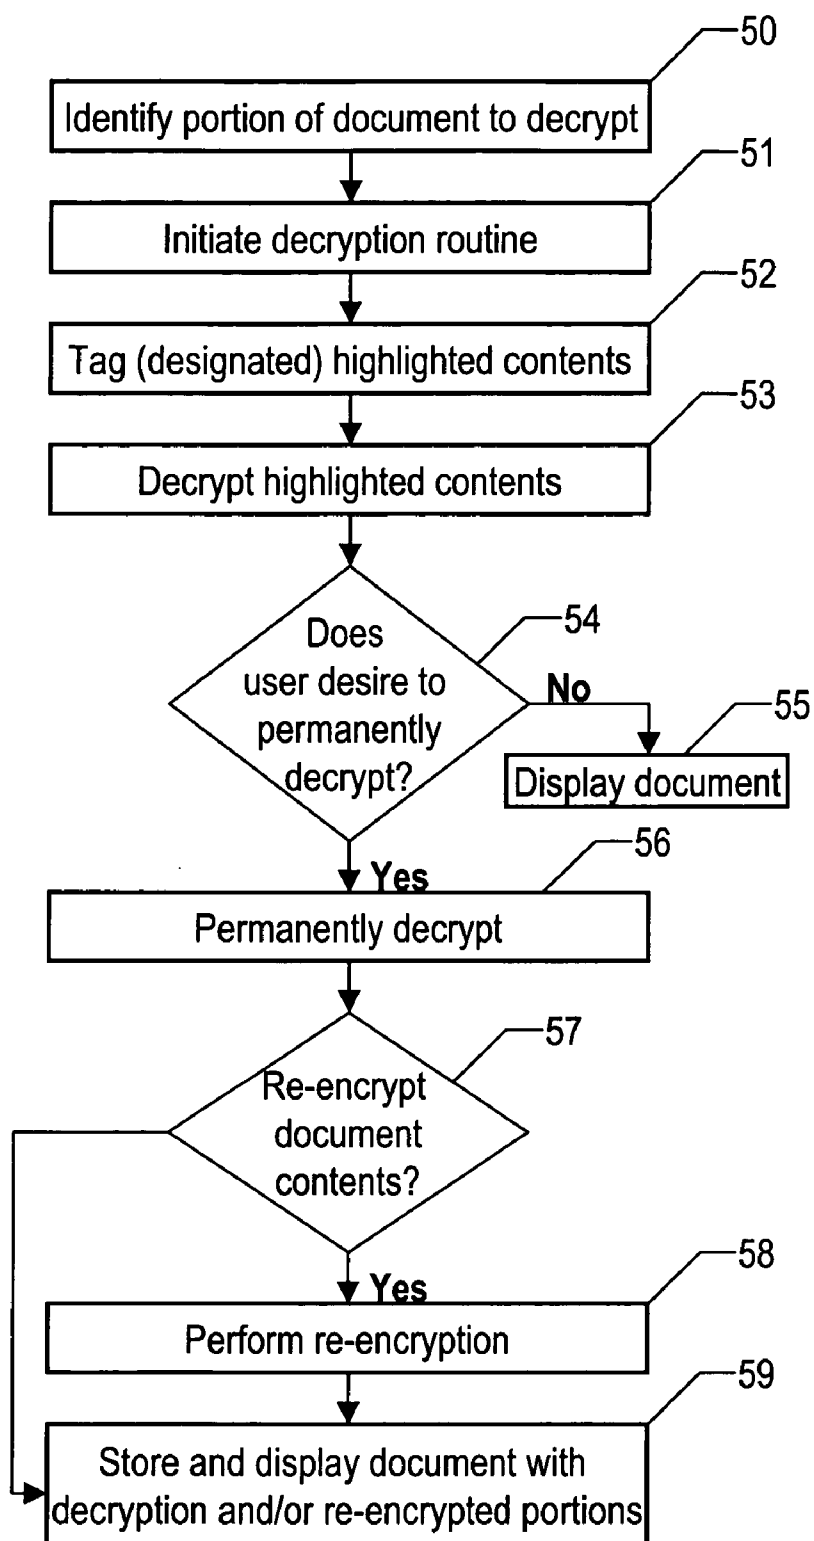 50
Identify portion of document to decrypt
51
Initiate decryption routine
52
Tag (designated) highlighted contents
53
Decrypt highlighted contents
54
Does
user desire to
permanently
decrypt?
No
55
Display document
Yes
56
Permanently decrypt
57
Re-encrypt
document
contents?
Yes
58
Perform re-encryption
59
Store and display document with
decryption and/or re-encrypted portions